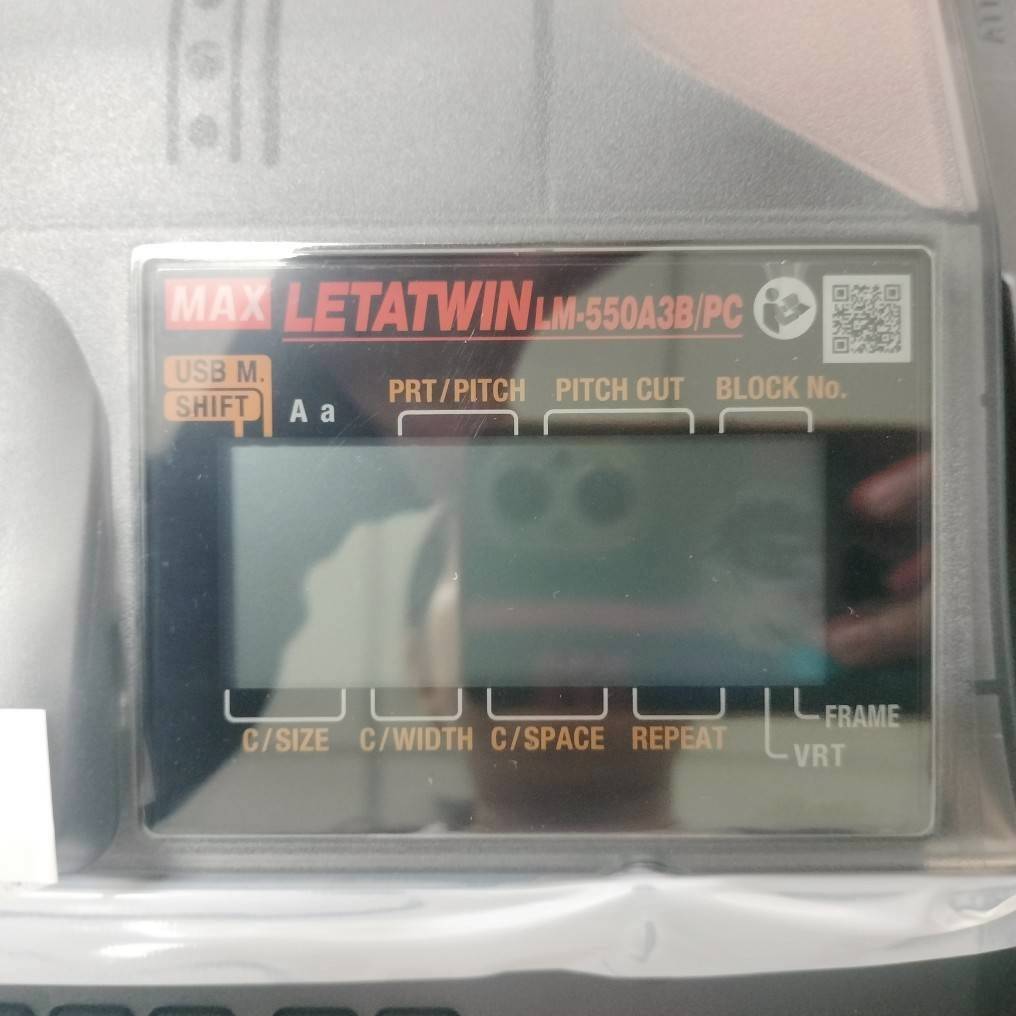 MAX LETATWIN LM-550A3B/PC
USB M.
SHIFT
A a
PRT/PITCH PITCH CUT BLOCK No.
C/SIZE C/WIDTH C/SPACE REPEAT
FRAME
VRT